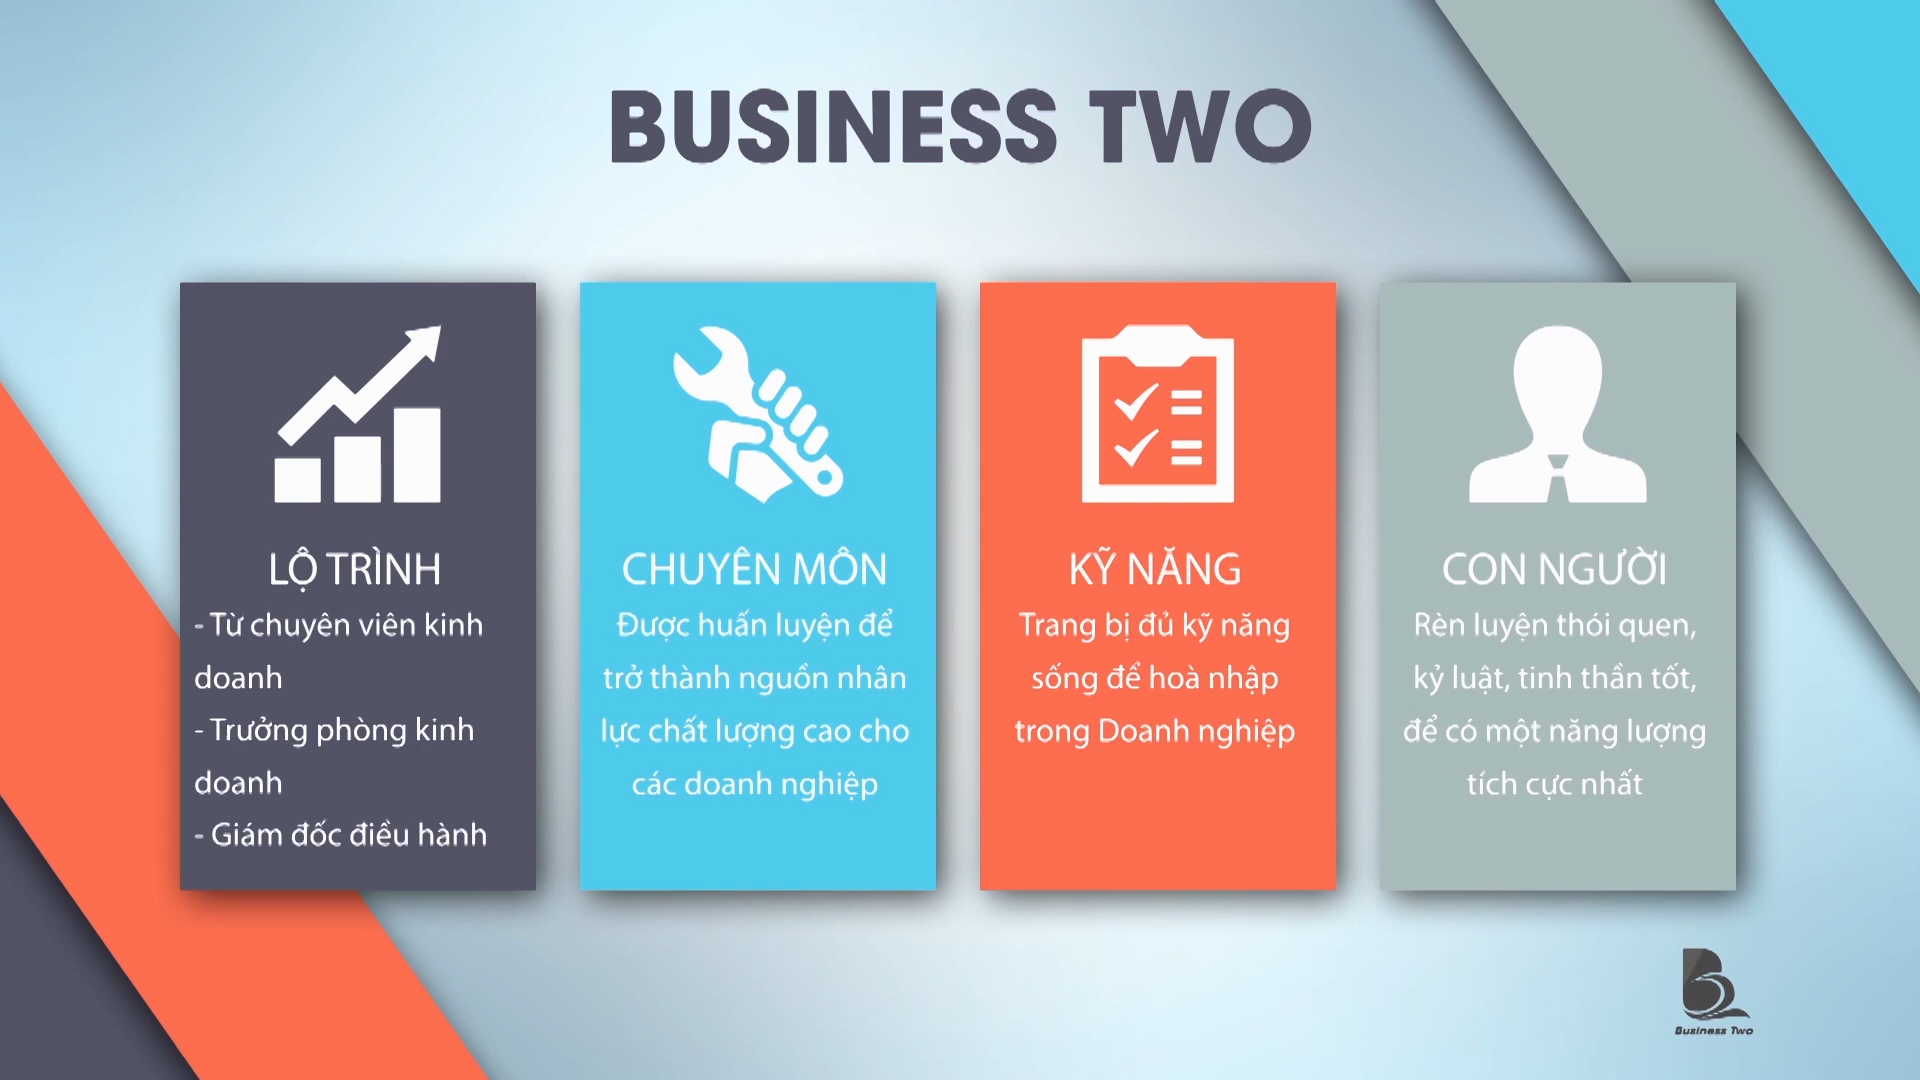 BUSINESS TWO
LỘ TRÌNH
- Từ chuyên viên kinh
doanh
- Trưởng phòng kinh
doanh
- Giám đốc điều hành
CHUYÊN MÔN
Được huấn luyện để
trở thành nguồn nhân
lực chất lượng cao cho
các doanh nghiệp
KỸ NĂNG
Trang bị đủ kỹ năng
sống để hoà nhập
trong Doanh nghiệp
CON NGƯỜI
Rèn luyện thói quen,
kỷ luật, tinh thần tốt,
để có một năng lượng
tích cực nhất
Business Two